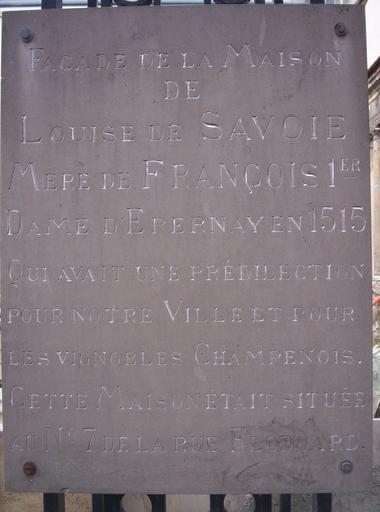 FAÇADE DE LA MAISON
DE
LOUISE DE SAVOIE
MÈRE DE FRANÇOIS 1ER
DAME D'EPERNAY EN 1515
QUI AVAIT UNE PRÉDILECTION
POUR NOTRE VILLE ET POUR
LES VIGNOBLES CHAMPENOIS.
CETTE MAISON ÉTAIT SITUÉE
AU No 7 DE LA RUE FLODOARD.